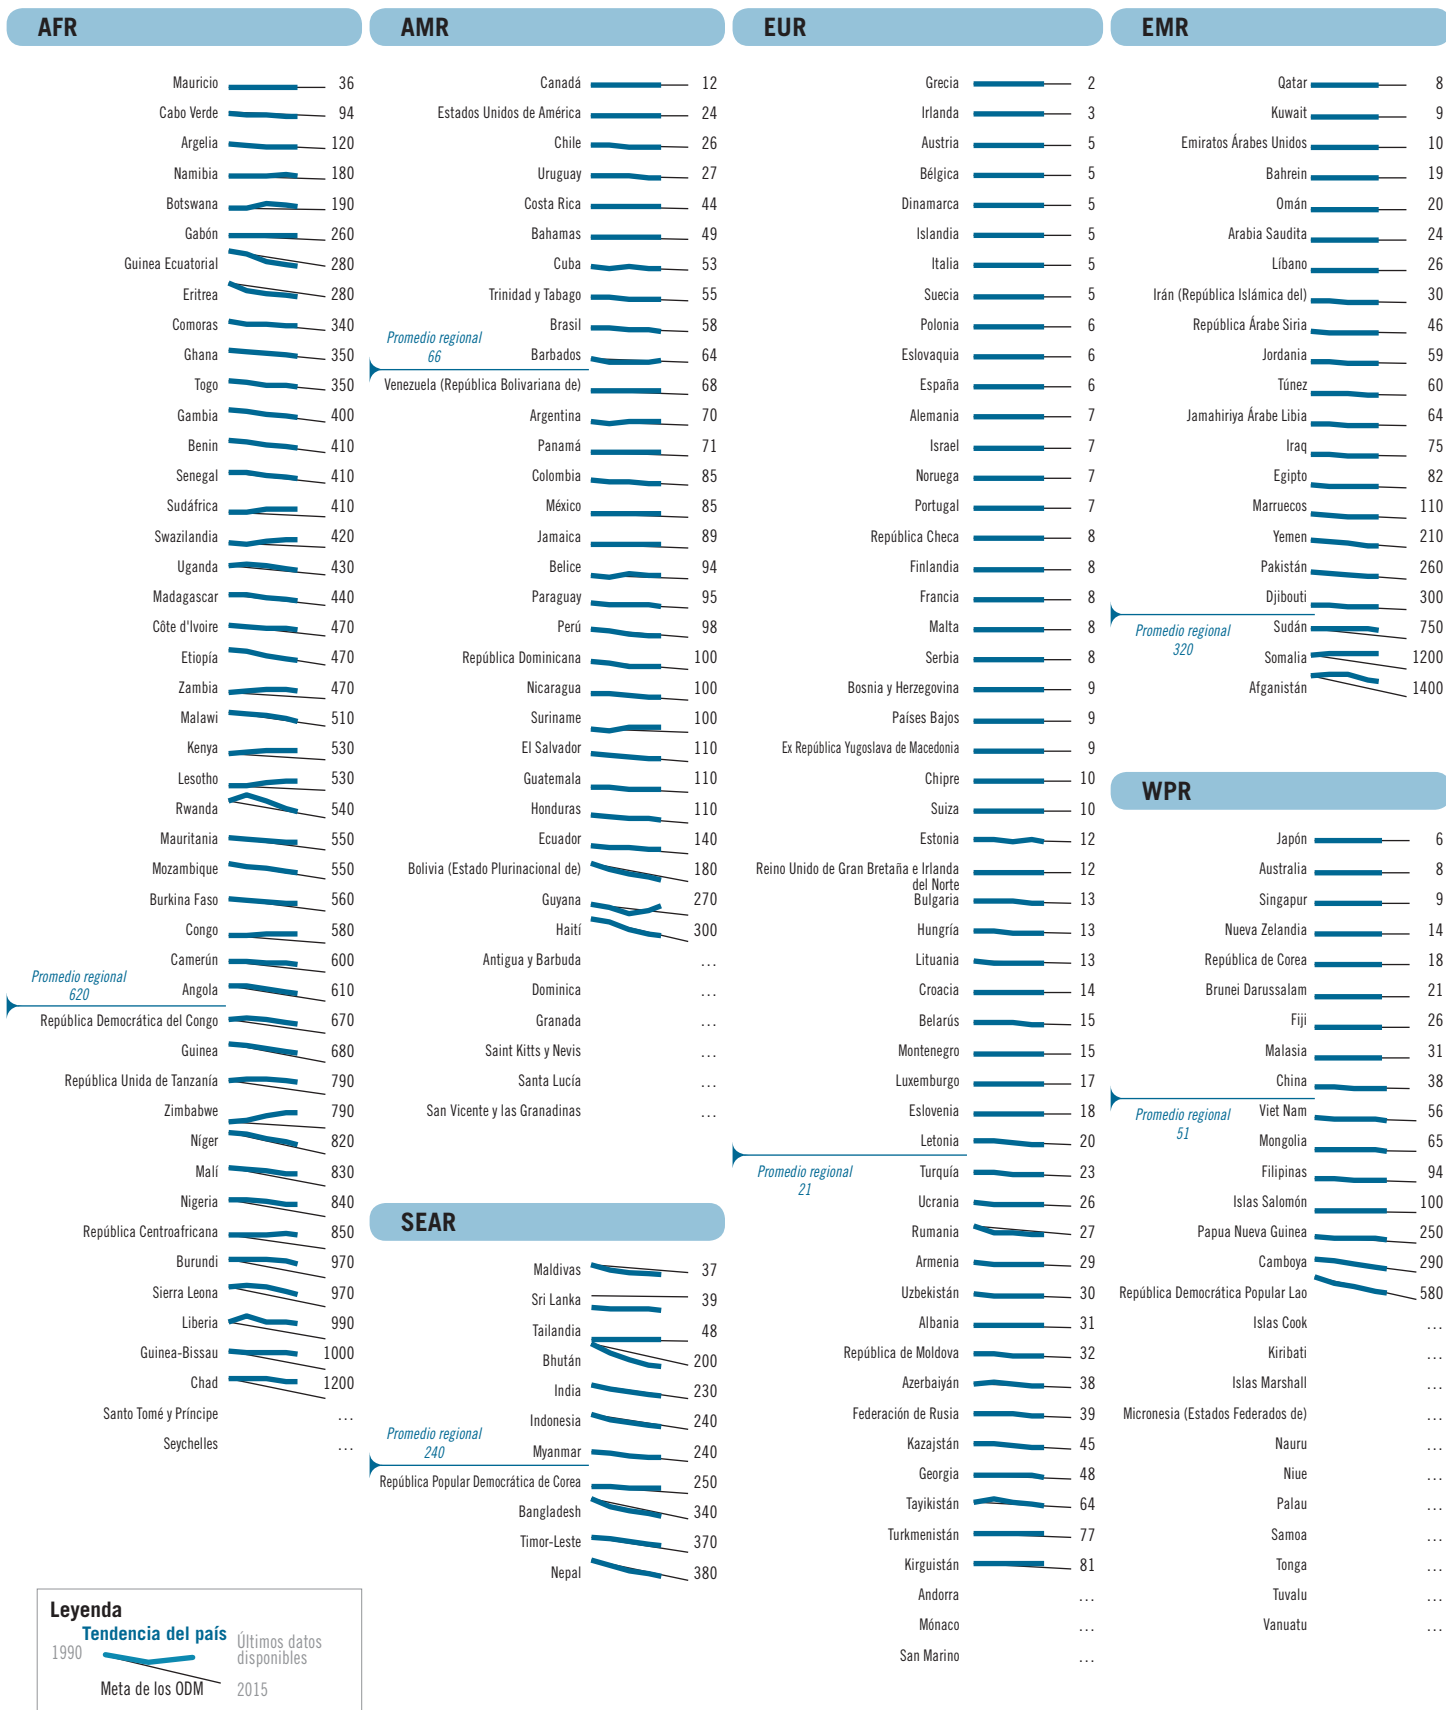 AFR
Mauricio 36
Cabo Verde 94
Argelia 120
Namibia 180
Botswana 190
Gabón 260
Guinea Ecuatorial 280
Eritrea 280
Comoras 340
Ghana 350
Togo 350
Gambia 400
Benin 410
Senegal 410
Sudáfrica 410
Swazilandia 420
Uganda 430
Madagascar 440
Côte d'Ivoire 470
Etiopía 470
Zambia 470
Malawi 510
Kenya 530
Lesotho 530
Rwanda 540
Mauritania 550
Mozambique 550
Burkina Faso 560
Congo 580
Camerún 600
Promedio regional
620
Angola 610
República Democrática del Congo 670
Guinea 680
República Unida de Tanzanía 790
Zimbabwe 790
Níger 820
Malí 830
Nigeria 840
República Centroafricana 850
Burundi 970
Sierra Leona 970
Liberia 990
Guinea-Bissau 1000
Chad 1200
Santo Tomé y Príncipe ...
Seychelles ...
Leyenda
Tendencia del país
1990
Últimos datos
disponibles
Meta de los ODM 2015
AMR
Canadá 12
Estados Unidos de América 24
Chile 26
Uruguay 27
Costa Rica 44
Bahamas 49
Cuba 53
Trinidad y Tabago 55
Brasil 58
Promedio regional
66
Barbados 64
Venezuela (República Bolivariana de) 68
Argentina 70
Panamá 71
Colombia 85
México 85
Jamaica 89
Belice 94
Paraguay 95
Perú 98
República Dominicana 100
Nicaragua 100
Suriname 100
El Salvador 110
Guatemala 110
Honduras 110
Ecuador 140
Bolivia (Estado Plurinacional de) 180
Guyana 270
Haití 300
Antigua y Barbuda ...
Dominica ...
Granada ...
Saint Kitts y Nevis ...
Santa Lucía ...
San Vicente y las Granadinas ...
SEAR
Maldivas 37
Sri Lanka 39
Tailandia 48
Bhután 200
India 230
Indonesia 240
Promedio regional
240
Myanmar 240
República Popular Democrática de Corea 250
Bangladesh 340
Timor-Leste 370
Nepal 380
EUR
Grecia 2
Irlanda 3
Austria 5
Bélgica 5
Dinamarca 5
Islandia 5
Italia 5
Suecia 5
Polonia 6
Eslovaquia 6
España 6
Alemania 7
Israel 7
Noruega 7
Portugal 7
República Checa 8
Finlandia 8
Francia 8
Malta 8
Serbia 8
Bosnia y Herzegovina 9
Países Bajos 9
Ex República Yugoslava de Macedonia 9
Chipre 10
Suiza 10
Estonia 12
Reino Unido de Gran Bretaña e Irlanda 12
del Norte
Bulgaria 13
Hungría 13
Lituania 13
Croacia 14
Belarús 15
Montenegro 15
Luxemburgo 17
Eslovenia 18
Letonia 20
Promedio regional
21
Turquía 23
Ucrania 26
Rumania 27
Armenia 29
Uzbekistán 30
Albania 31
República de Moldova 32
Azerbaiyán 38
Federación de Rusia 39
Kazajstán 45
Georgia 48
Tayikistán 64
Turkmenistán 77
Kirguistán 81
Andorra ...
Mónaco ...
San Marino ...
EMR
Qatar 8
Kuwait 9
Emiratos Árabes Unidos 10
Bahrein 19
Omán 20
Arabia Saudita 24
Líbano 26
Irán (República Islámica del) 30
República Árabe Siria 46
Jordania 59
Túnez 60
Jamahiriya Árabe Libia 64
Iraq 75
Egipto 82
Marruecos 110
Yemen 210
Pakistán 260
Djibouti 300
Promedio regional
320
Sudán 750
Somalia 1200
Afganistán 1400
WPR
Japón 6
Australia 8
Singapur 9
Nueva Zelandia 14
República de Corea 18
Brunei Darussalam 21
Fiji 26
Malasia 31
China 38
Promedio regional
51
Viet Nam 56
Mongolia 65
Filipinas 94
Islas Salomón 100
Papua Nueva Guinea 250
Camboya 290
República Democrática Popular Lao 580
Islas Cook ...
Kiribati ...
Islas Marshall ...
Micronesia (Estados Federados de) ...
Nauru ...
Niue ...
Palau ...
Samoa ...
Tonga ...
Tuvalu ...
Vanuatu ...